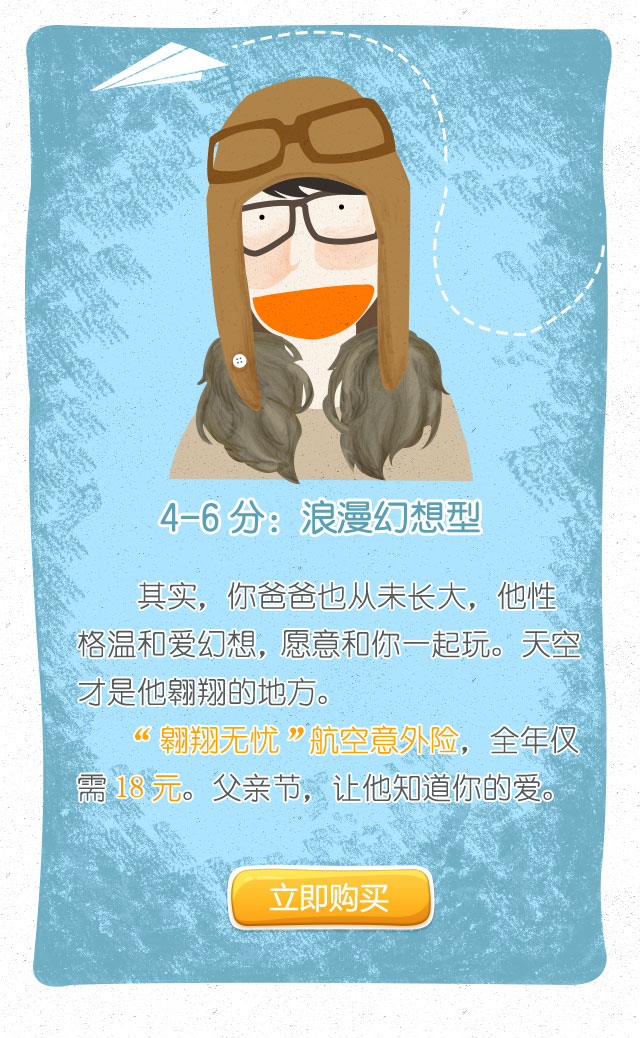 4-6 分：浪漫幻想型
其实，你爸爸也从未长大，他性
格温和爱幻想，愿意和你一起玩。天空
才是他翱翔的地方。
“翱翔无忧”航空意外险，全年仅
需 18 元。父亲节，让他知道你的爱。
立即购买